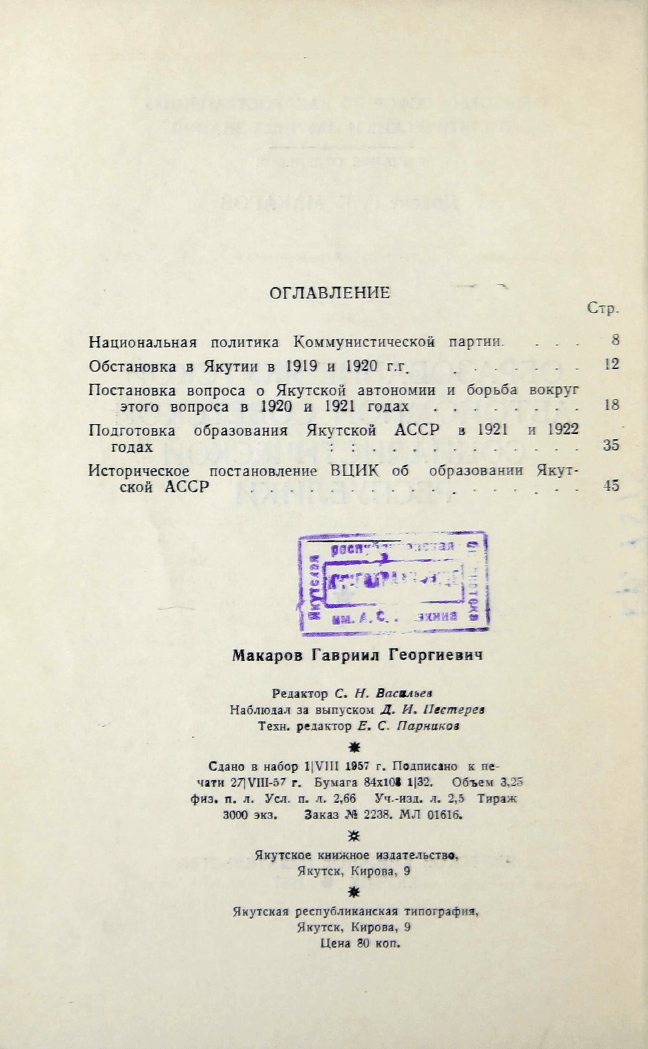 ОГЛАВЛЕНИЕ
Стр.
Национальная политика Коммунистической партии. . . . 8
Обстановка в Якутии в 1919 и 1920 г.г. . . . . . . 12
Постановка вопроса о Якутской автономии и борьба вокруг
этого вопроса в 1920 и 1921 годах . . . . . . . . 18
Подготовка образования Якутской АССР в 1921 и 1922
годах : : . . . . . . . . . . 35
Историческое постановление ВЦИК об образовании Якут-
ской АССР . . . . . . . . . . . . 45
Якутская
им. А. С.
Макаров Гавриил Георгиевич
Редактор С. Н. Васильев
Наблюдал за выпуском Д. И. Пестерев
Техн. редактор Е. С. Парников
Сдано в набор 1|VIII 1957 г. Подписано к пе-
чати 27|VIII-57 г. Бумага 84х108 1|32. Объем 3,25
физ. п. л. Усл. п. л. 2,66 Уч.-изд. л. 2,5 Тираж
3000 экз. Заказ № 2238. МЛ 01616.
Якутское книжное издательство,
Якутск, Кирова, 9
Якутская республиканская типография,
Якутск, Кирова, 9
Цена 80 коп.